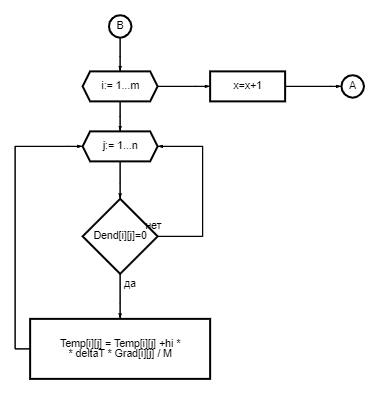 B
i:= 1...m
x=x+1
A
j:= 1...n
нет
Dend[i][j]=0
да
Temp[i][j] = Temp[i][j] +hi *
* deltaT * Grad[i][j] / M